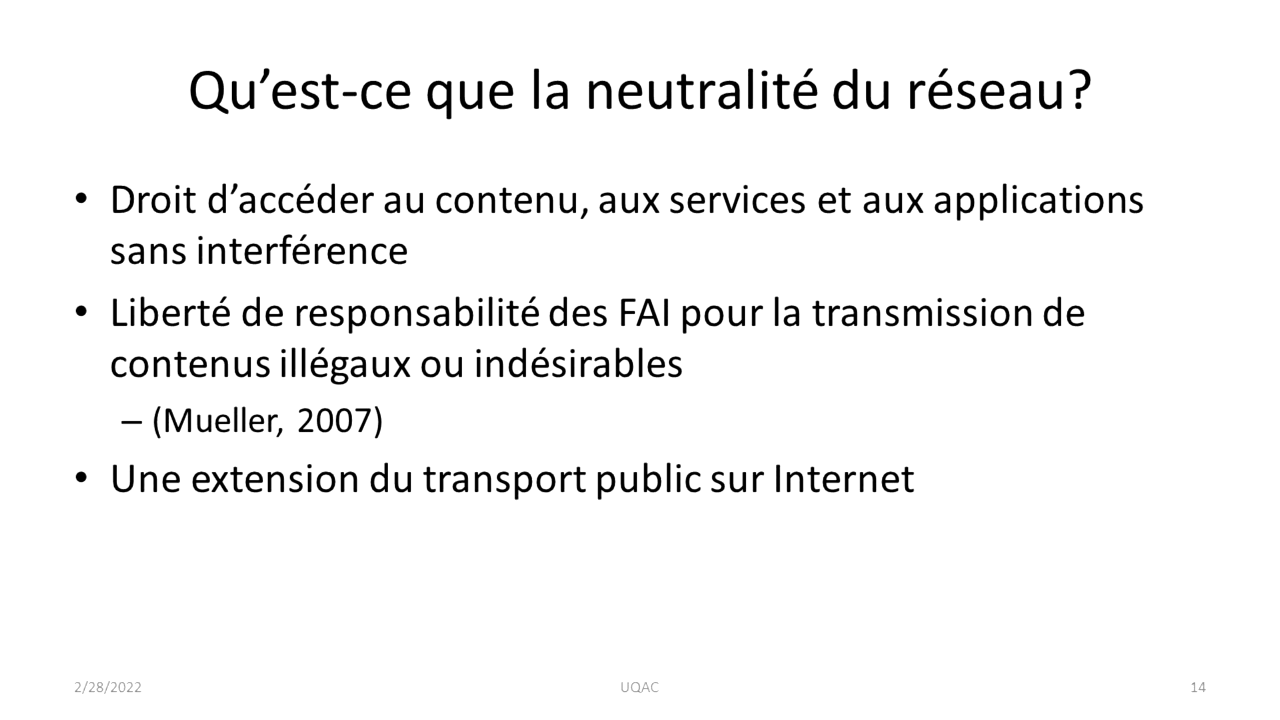 Qu’est-ce que la neutralité du réseau?
• Droit d’accéder au contenu, aux services et aux applications
sans interférence
• Liberté de responsabilité des FAI pour la transmission de
contenus illégaux ou indésirables
– (Mueller, 2007)
• Une extension du transport public sur Internet
2/28/2022
UQAC
14